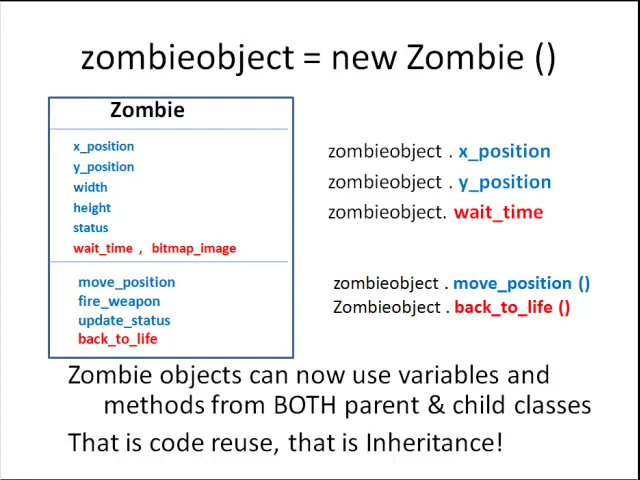 zombieobject = new Zombie ()
Zombie
x_position
y_position
width
height
status
wait_time , bitmap_image
move_position
fire_weapon
update_status
back_to_life
zombieobject . x_position
zombieobject . y_position
zombieobject. wait_time
zombieobject . move_position ()
Zombieobject . back_to_life ()
Zombie objects can now use variables and
methods from BOTH parent & child classes
That is code reuse, that is Inheritance!